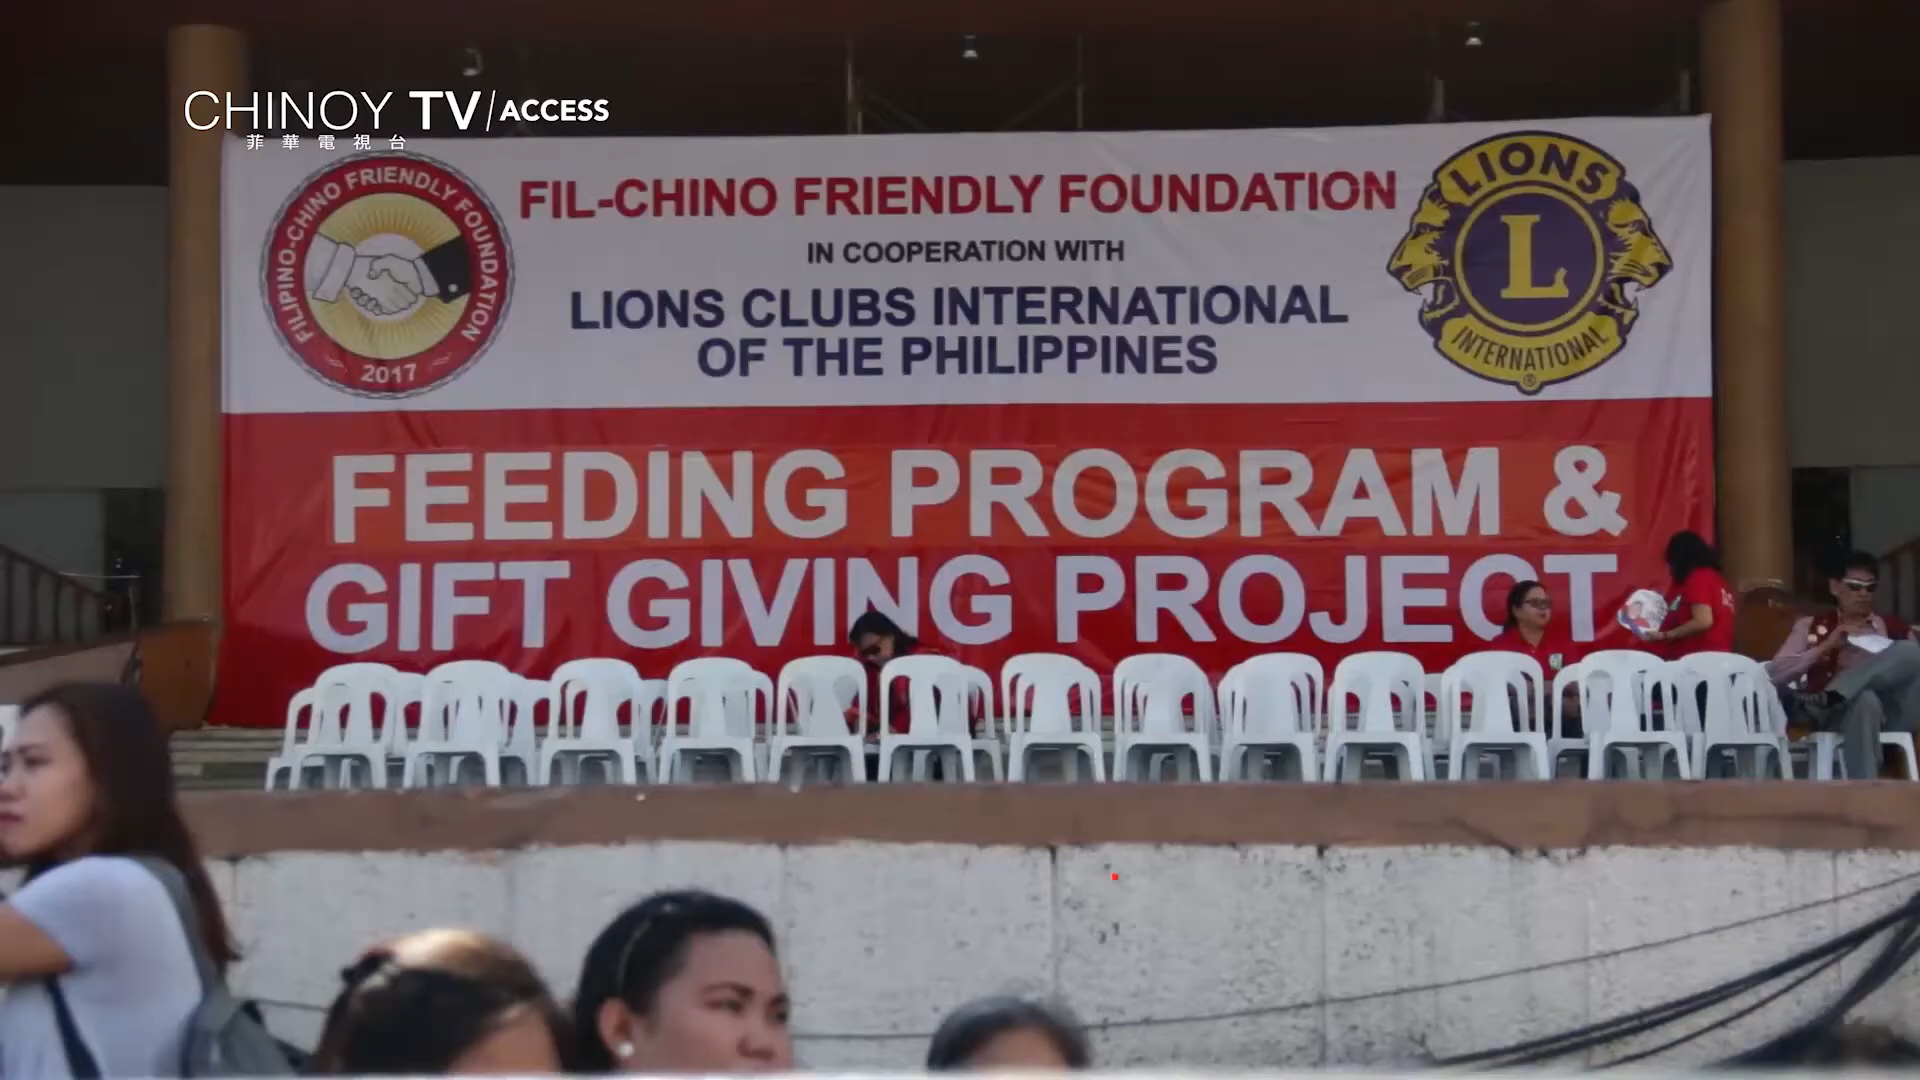 CHINOY TV/ACCESS
菲華電視台
FILIPINO-CHINO FRIENDLY FOUNDATION
2017
FIL-CHINO FRIENDLY FOUNDATION
IN COOPERATION WITH
LIONS CLUBS INTERNATIONAL
OF THE PHILIPPINES
LIONS
L
INTERNATIONAL
®
FEEDING PROGRAM &
GIFT GIVING PROJECT